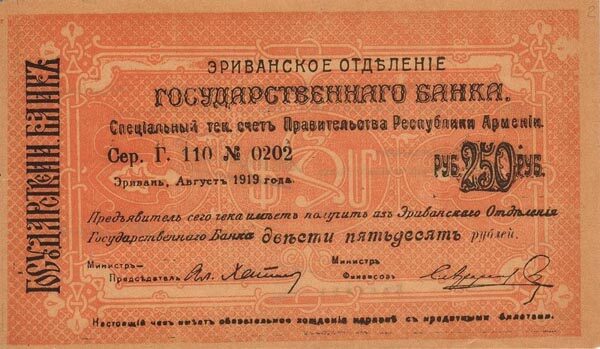 ГОСУДАРСТВЕННЫЙ БАНКЪ
ЭРИВАНСКОЕ ОТДѢЛЕНІЕ
ГОСУДАРСТВЕННАГО БАНКА.
Спеціальный тек. счетъ Правительства Республики Арменіи.
Сер. Г. 110 № 0202
РУБ. 250 РУБ.
Эривань, Августъ 1919 года.
Предъявитель сего чека имѣетъ получить изъ Эриванскаго Отдѣленія
Государственнаго Банка двѣсти пятьдесятъ рублей.
Министръ-
Предсѣдатель Ал. Хатис
Министръ
Финансовъ
Настоящій чекъ имѣетъ обязательное хожденіе наравнѣ съ кредитными билетами.